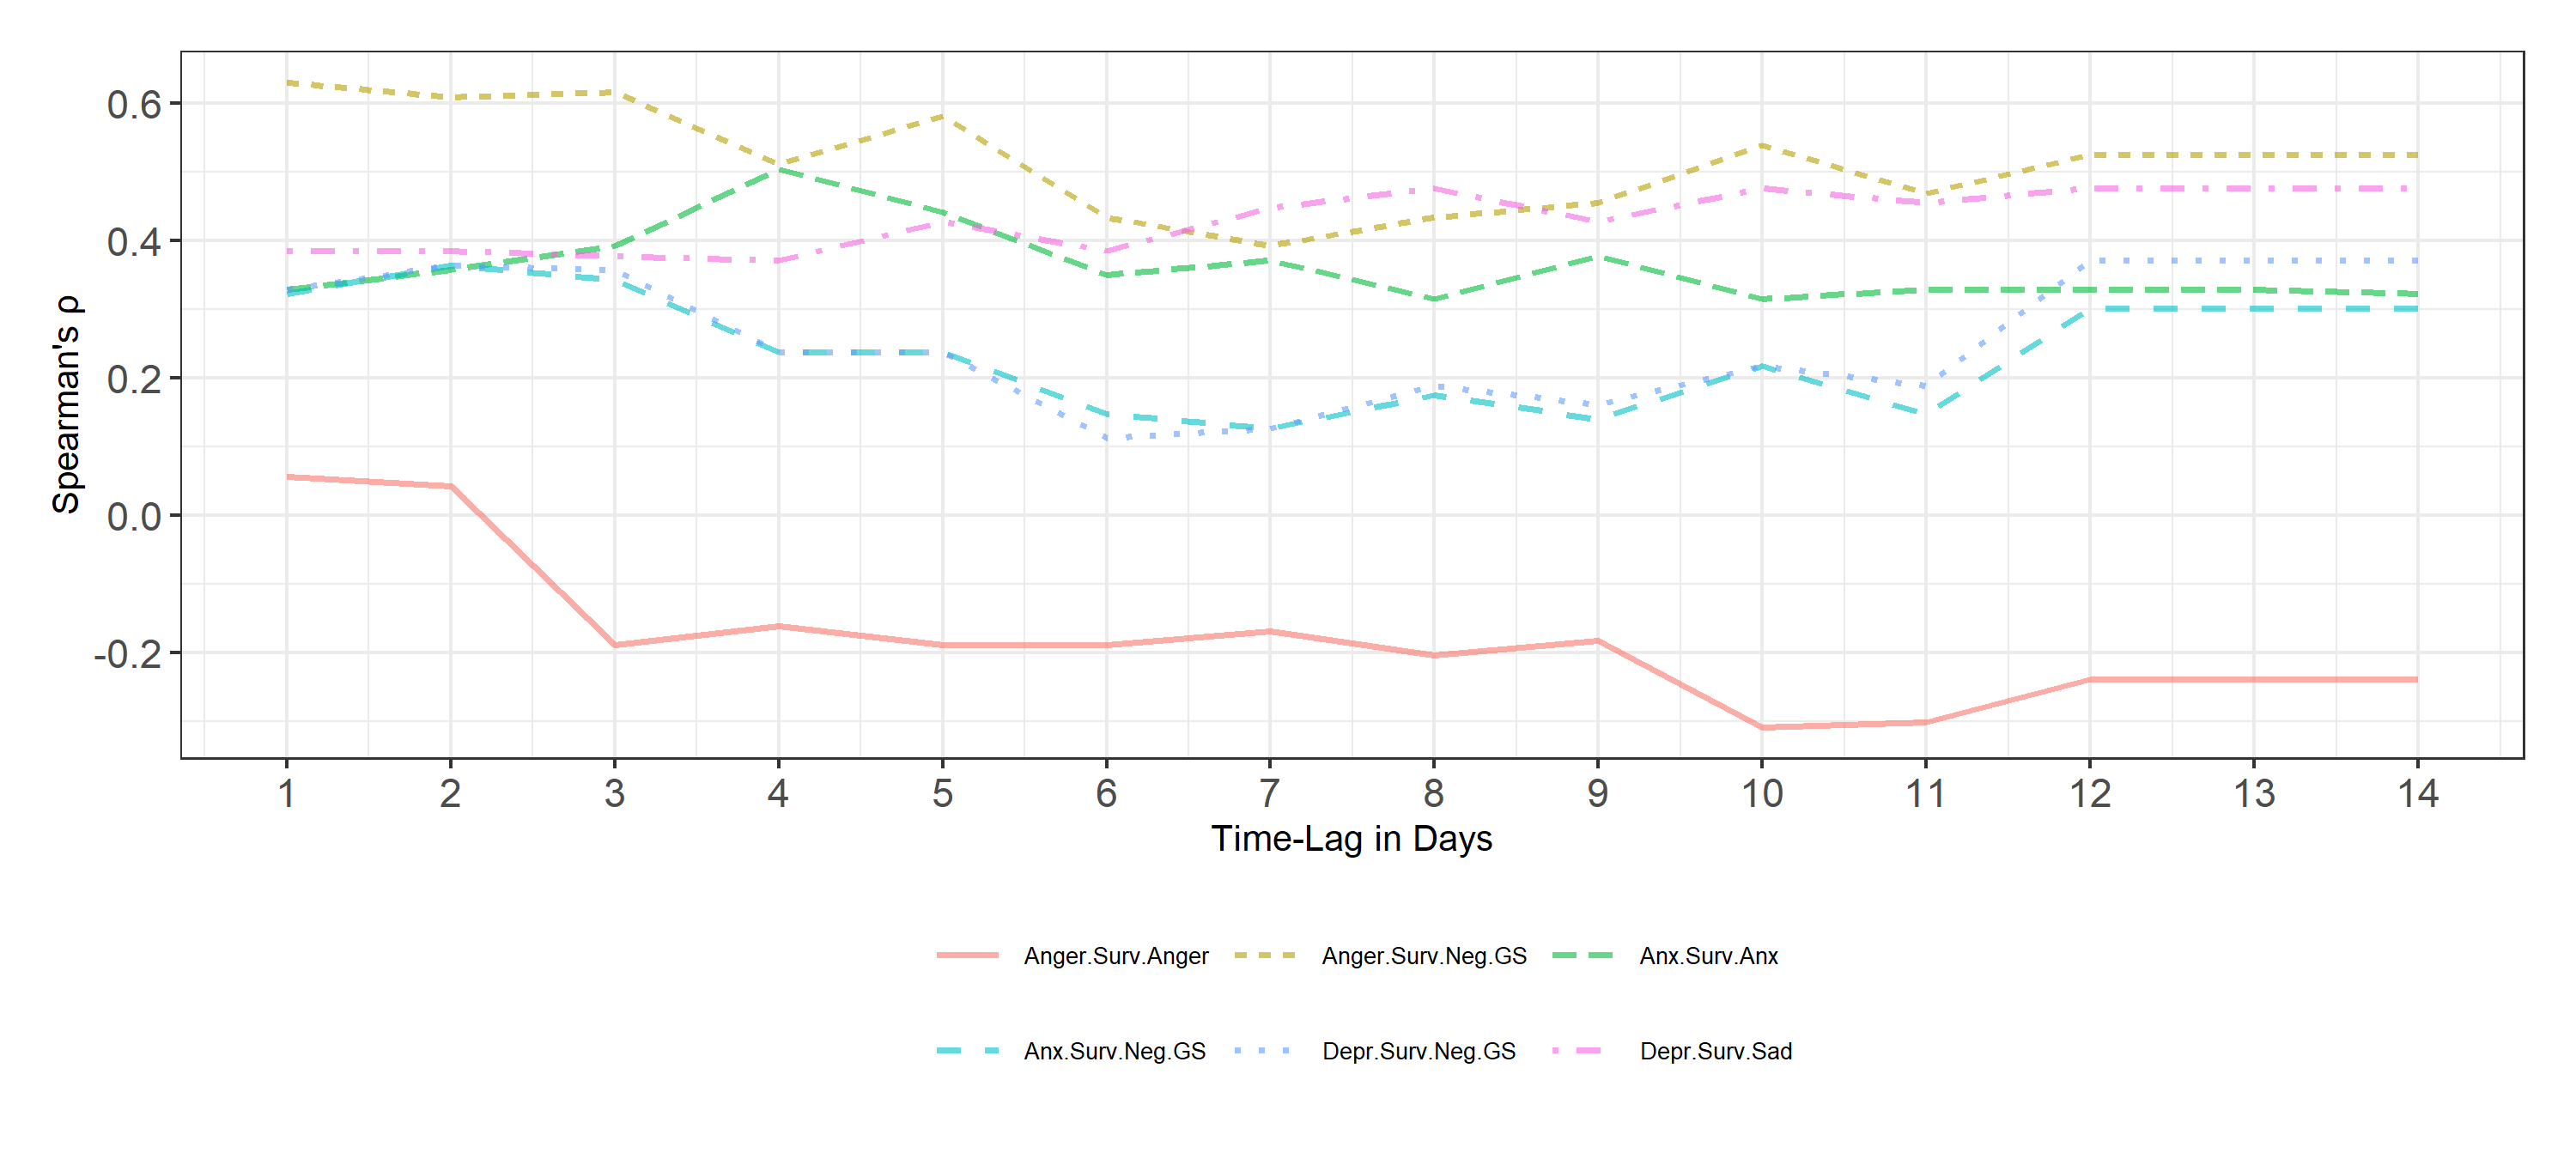 0.6
0.4
0.2
0.0
-0.2
Spearman's ρ
1 2 3 4 5 6 7 8 9 10 11 12 13 14
Time-Lag in Days
Anger.Surv.Anger Anger.Surv.Neg.GS Anx.Surv.Anx
Anx.Surv.Neg.GS Depr.Surv.Neg.GS Depr.Surv.Sad